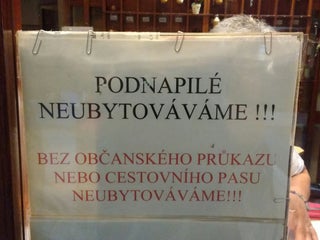 PODNAPILÉ
NEUBYTOVÁVÁME !!!
BEZ OBČANSKÉHO PRŮKAZU
NEBO CESTOVNÍHO PASU
NEUBYTOVÁVÁME!!!